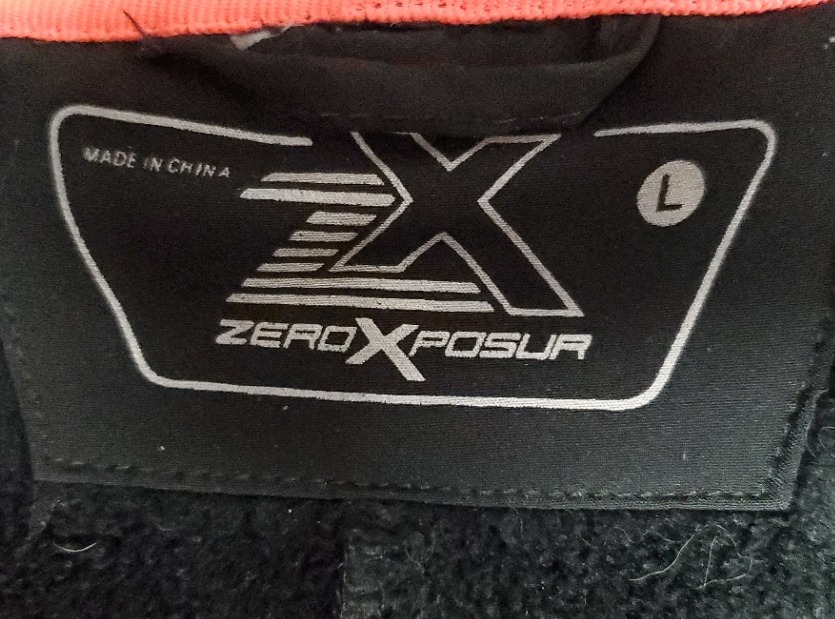 MADE IN CHINA
L
ZX
ZEROXPOSUR